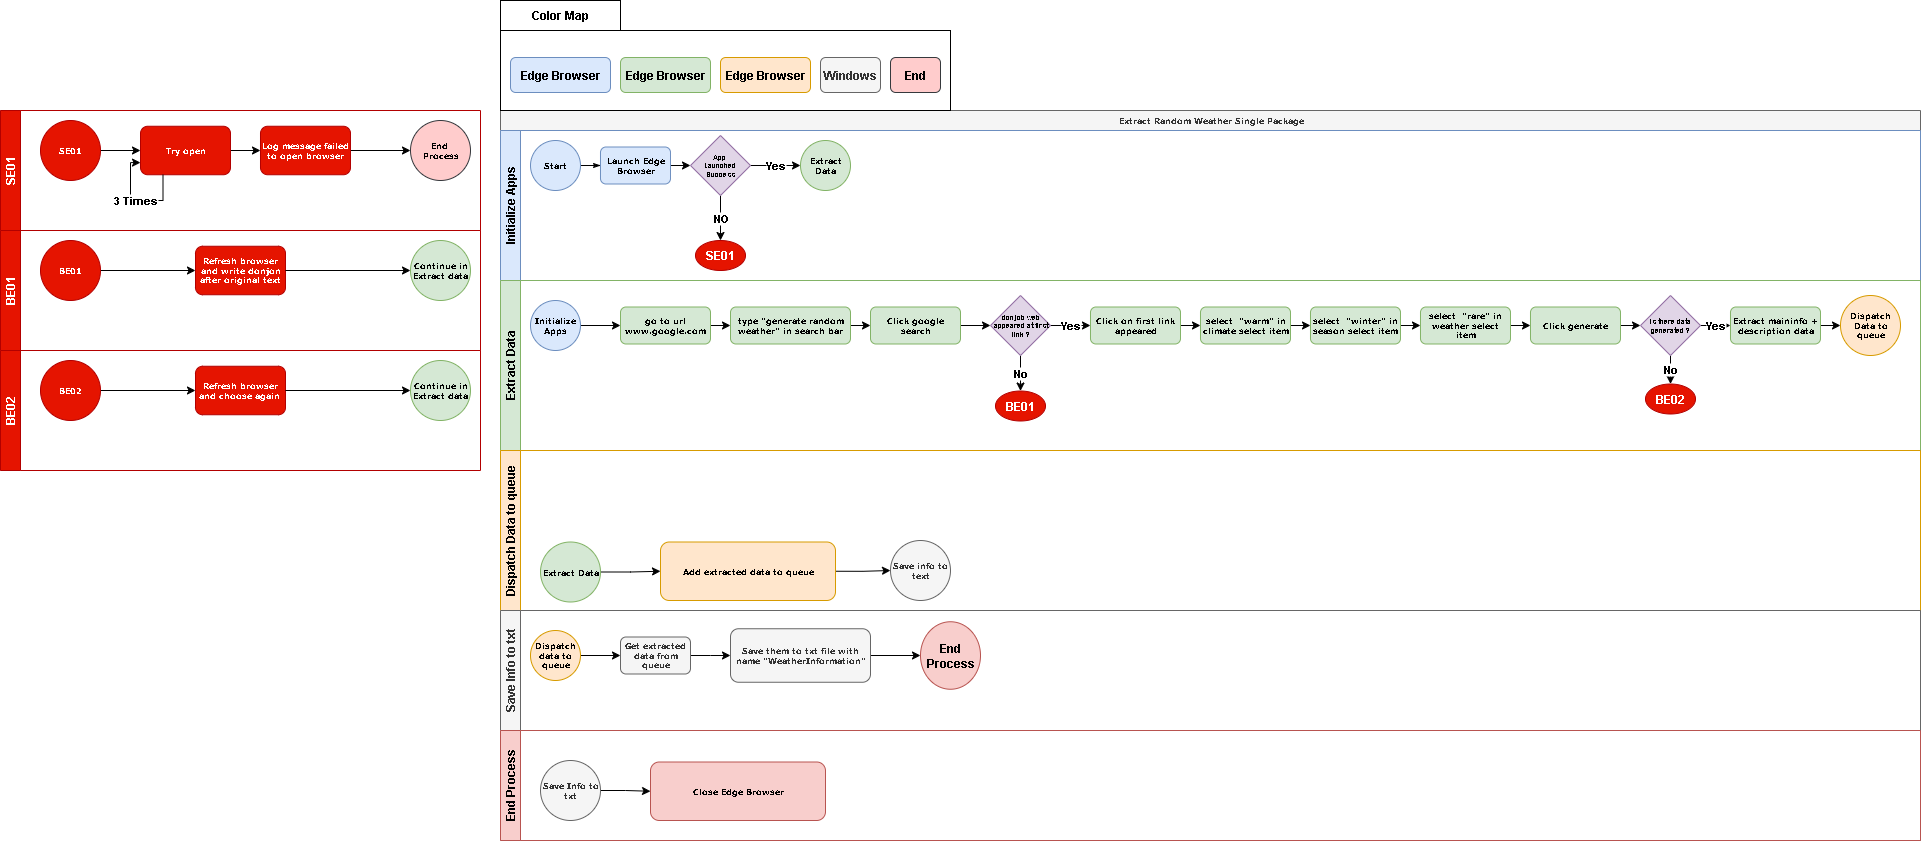 Color Map
Edge Browser
Edge Browser
Edge Browser
Windows
End
SE01
SE01
Try open
3 Times
Log message failed
to open browser
End
Process
BE01
BE01
Refresh browser
and write donjon
after original text
Continue in
Extract data
BE02
BE02
Refresh browser
and choose again
Continue in
Extract data
Extract Random Weather Single Package
Initialize Apps
Start
Launch Edge
Browser
App
Launched
Success
Yes
Extract
Data
NO
SE01
Extract Data
Initialize
Apps
go to url
www.google.com
type "generate random
weather" in search bar
Click google
search
donjob web
appeared at first
link ?
Yes
No
BE01
Click on first link
appeared
select "warm" in
climate select item
select "winter" in
season select item
select "rare" in
weather select
item
Click generate
is there data
generated ?
Yes
No
BE02
Extract maininfo +
description data
Dispatch
Data to
queue
Dispatch Data to queue
Extract Data
Add extracted data to queue
Save info to
text
Save Info to txt
Dispatch
data to
queue
Get extracted
data from
queue
Save them to txt file with
name "WeatherInformation"
End
Process
End Process
Save Info to
txt
Close Edge Browser